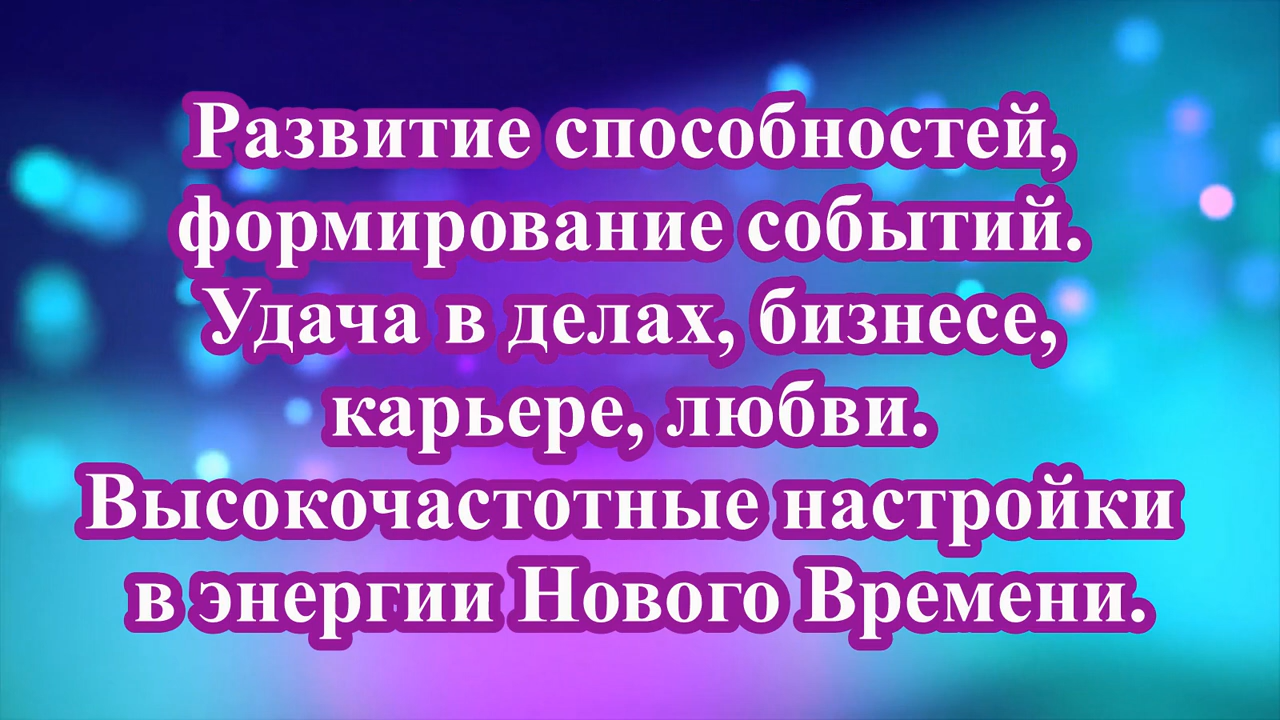 Развитие способностей,
формирование событий.
Удача в делах, бизнесе,
карьере, любви.
Высокочастотные настройки
в энергии Нового Времени.